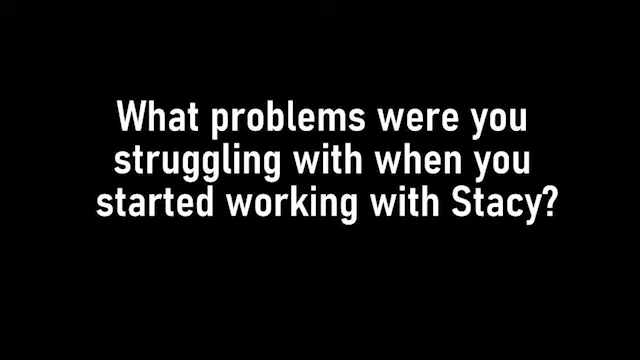 What problems were you
struggling with when you
started working with Stacy?